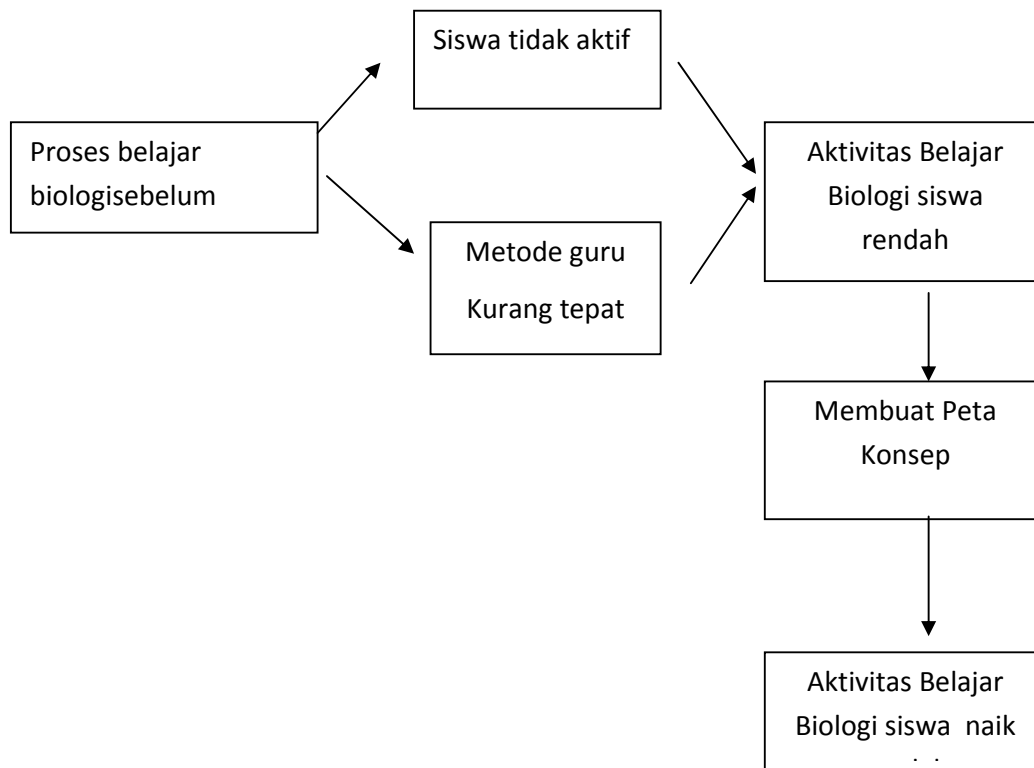 Siswa tidak aktif
Proses belajar
biologisebelum
Metode guru
Kurang tepat
Aktivitas Belajar
Biologi siswa
rendah
Membuat Peta
Konsep
Aktivitas Belajar
Biologi siswa naik